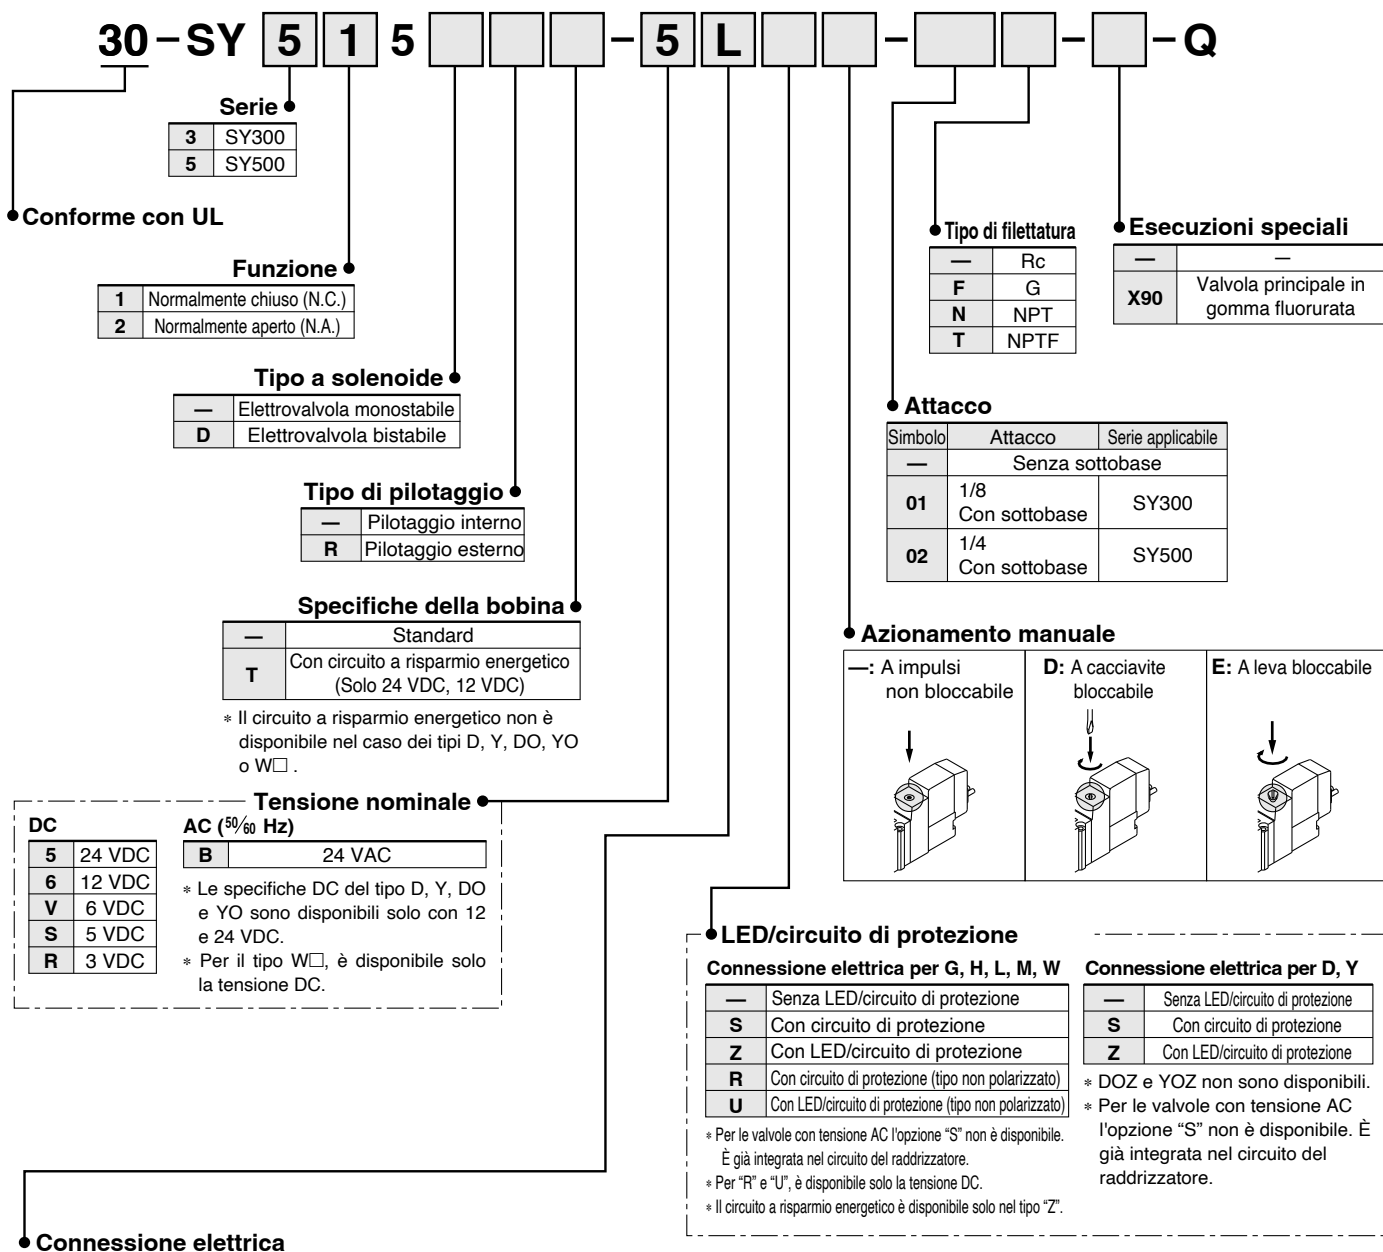 30-SY 5 1 5 - 5 L - - - Q
Serie
3 SY300
5 SY500
Conforme con UL
Funzione
1 Normalmente chiuso (N.C.)
2 Normalmente aperto (N.A.)
Tipo a solenoide
— Elettrovalvola monostabile
D Elettrovalvola bistabile
Tipo di pilotaggio
— Pilotaggio interno
R Pilotaggio esterno
Specifiche della bobina
— Standard
T Con circuito a risparmio energetico
(Solo 24 VDC, 12 VDC)
* Il circuito a risparmio energetico non è
disponibile nel caso dei tipi D, Y, DO, YO
o W□ .
Tensione nominale
DC
5 24 VDC
6 12 VDC
V 6 VDC
S 5 VDC
R 3 VDC
AC (50/60 Hz)
B 24 VAC
* Le specifiche DC del tipo D, Y, DO
e YO sono disponibili solo con 12
e 24 VDC.
* Per il tipo W□, è disponibile solo
la tensione DC.
Tipo di filettatura
— Rc
F G
N NPT
T NPTF
Esecuzioni speciali
— —
X90 Valvola principale in
gomma fluorurata
Attacco
Simbolo Attacco Serie applicabile
— Senza sottobase
01 1/8
Con sottobase SY300
02 1/4
Con sottobase SY500
Azionamento manuale
—: A impulsi
non bloccabile
D: A cacciavite
bloccabile
E: A leva bloccabile
LED/circuito di protezione
Connessione elettrica per G, H, L, M, W
— Senza LED/circuito di protezione
S Con circuito di protezione
Z Con LED/circuito di protezione
R Con circuito di protezione (tipo non polarizzato)
U Con LED/circuito di protezione (tipo non polarizzato)
* Per le valvole con tensione AC l'opzione “S” non è disponibile.
È già integrata nel circuito del raddrizzatore.
* Per “R” e “U”, è disponibile solo la tensione DC.
* Il circuito a risparmio energetico è disponibile solo nel tipo “Z”.
Connessione elettrica per D, Y
— Senza LED/circuito di protezione
S Con circuito di protezione
Z Con LED/circuito di protezione
* DOZ e YOZ non sono disponibili.
* Per le valvole con tensione AC
l'opzione “S” non è disponibile. È
già integrata nel circuito del
raddrizzatore.
Connessione elettrica